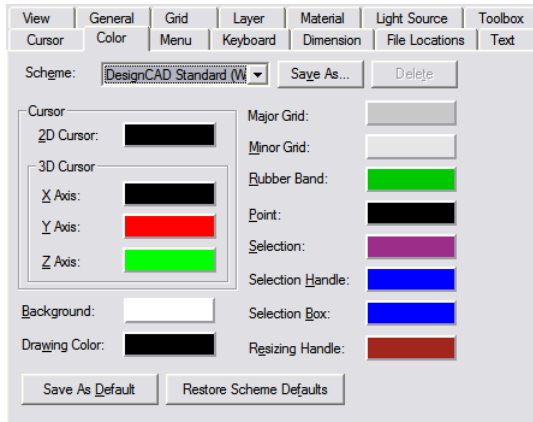 View General Grid Layer Material Light Source Toolbox
Cursor Color Menu Keyboard Dimension File Locations Text
Scheme: DesignCAD Standard (W Save As... Delete
Cursor
2D Cursor:
3D Cursor
X Axis:
Y Axis:
Z Axis:
Background:
Drawing Color:
Major Grid:
Minor Grid:
Rubber Band:
Point:
Selection:
Selection Handle:
Selection Box:
Resizing Handle:
Save As Default Restore Scheme Defaults